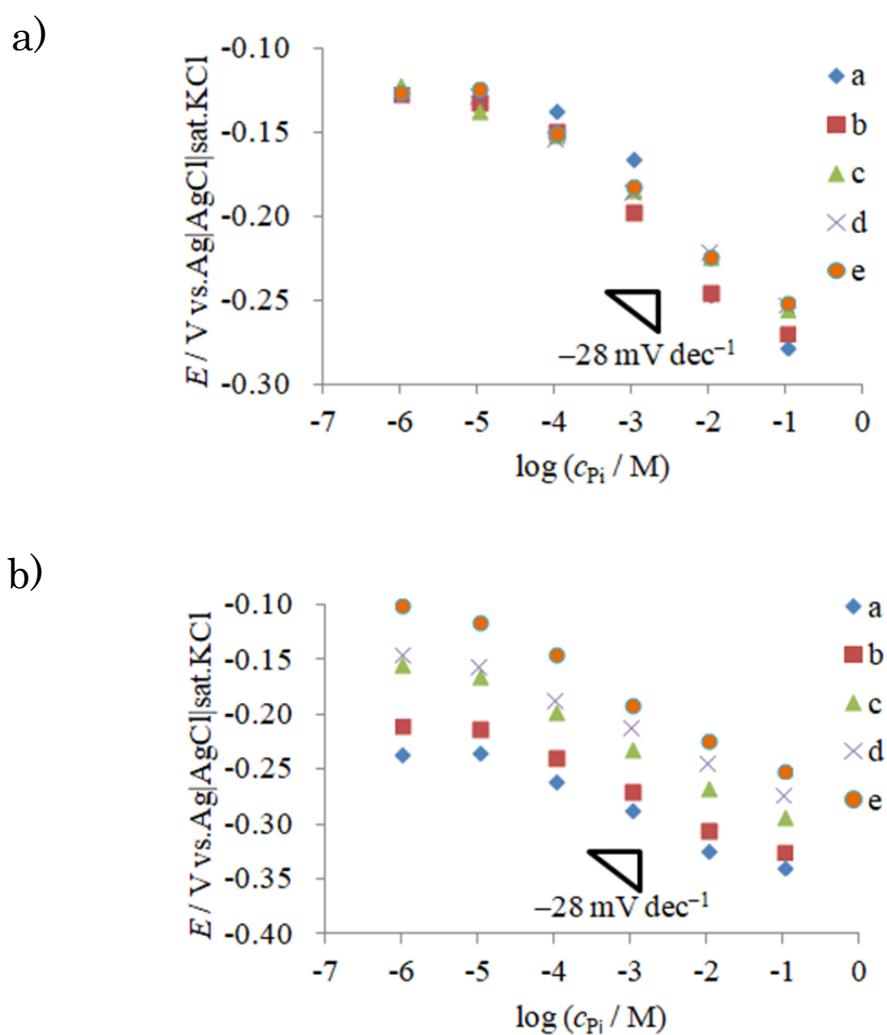 a)
-0.10
-0.15
-0.20
-0.25
-0.30
E / V vs.Ag|AgCl|sat.KCl
-28 mV dec⁻¹
-7 -6 -5 -4 -3 -2 -1 0
log (cPi / M)
a
b
c
d
e
b)
-0.10
-0.15
-0.20
-0.25
-0.30
-0.35
-0.40
E / V vs.Ag|AgCl|sat.KCl
–28 mV dec⁻¹
-7 -6 -5 -4 -3 -2 -1 0
log (cPi / M)
a
b
c
d
e